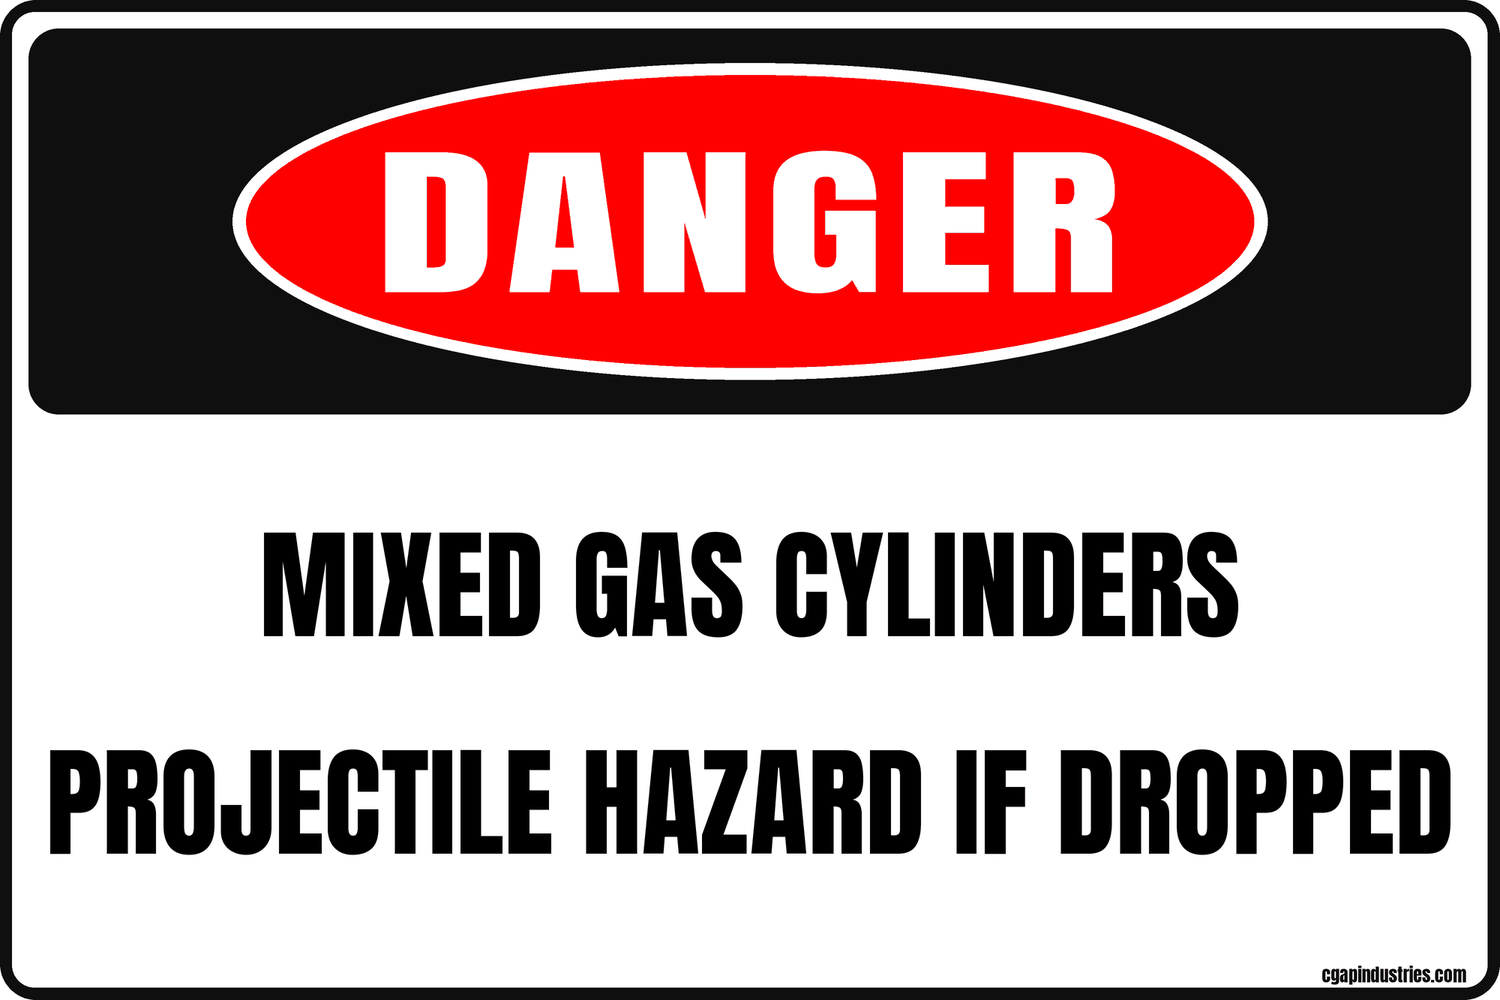 DANGER
MIXED GAS CYLINDERS
PROJECTILE HAZARD IF DROPPED
cgapindustries.com